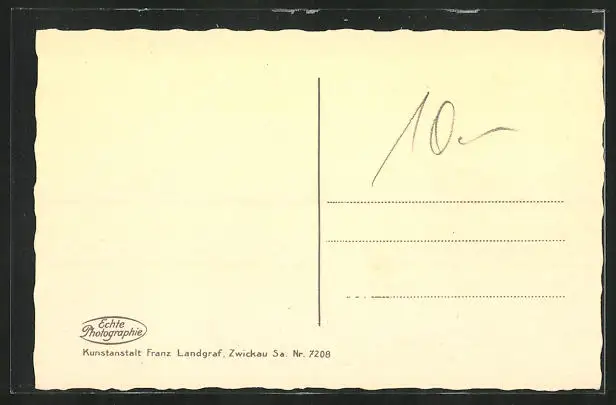 10.-
Echte
Photographie
Kunstanstalt Franz Landgraf, Zwickau Sa. Nr. 7208